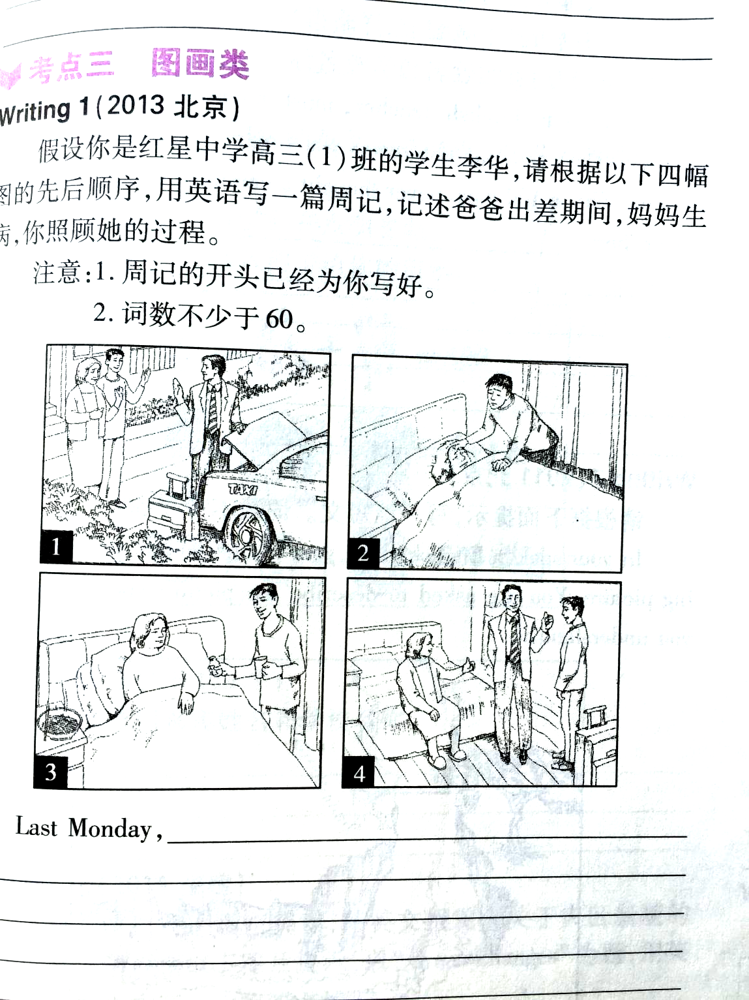 考点三 图画类
Writing 1(2013 北京)
假设你是红星中学高三(1)班的学生李华,请根据以下四幅
图的先后顺序,用英语写一篇周记,记述爸爸出差期间,妈妈生
病,你照顾她的过程。
注意:1. 周记的开头已经为你写好。
2. 词数不少于 60。
TAXI
1
2
3
4
Last Monday,